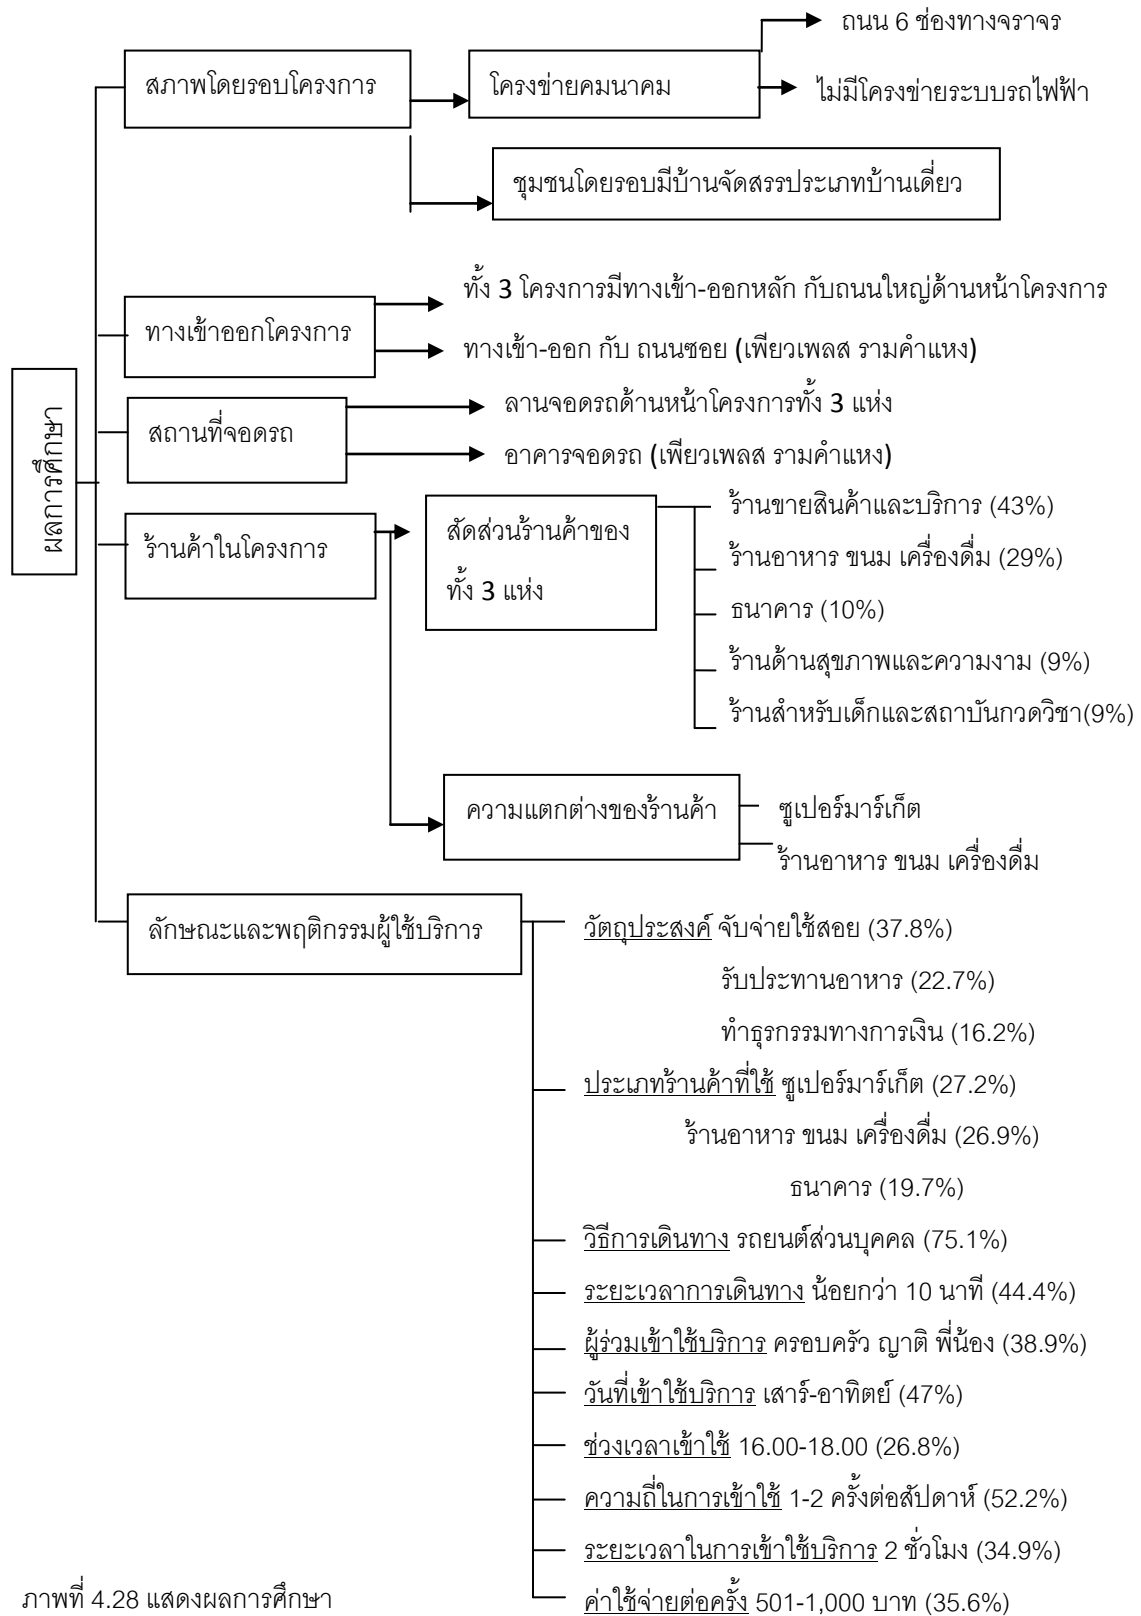 ถนน 6 ช่องทางจราจร
สภาพโดยรอบโครงการ
โครงข่ายคมนาคม
ไม่มีโครงข่ายระบบรถไฟฟ้า
ชุมชนโดยรอบมีบ้านจัดสรรประเภทบ้านเดี่ยว
ทั้ง 3 โครงการมีทางเข้า-ออกหลัก กับถนนใหญ่ด้านหน้าโครงการ
ทางเข้าออกโครงการ
ทางเข้า-ออก กับ ถนนซอย (เพียวเพลส รามคำแหง)
ผลการศึกษา
ลานจอดรถด้านหน้าโครงการทั้ง 3 แห่ง
สถานที่จอดรถ
อาคารจอดรถ (เพียวเพลส รามคำแหง)
ร้านค้าในโครงการ
สัดส่วนร้านค้าของ
ทั้ง 3 แห่ง
ร้านขายสินค้าและบริการ (43%)
ร้านอาหาร ขนม เครื่องดื่ม (29%)
ธนาคาร (10%)
ร้านด้านสุขภาพและความงาม (9%)
ร้านสำหรับเด็กและสถาบันกวดวิชา(9%)
ความแตกต่างของร้านค้า
ซูเปอร์มาร์เก็ต
ร้านอาหาร ขนม เครื่องดื่ม
ลักษณะและพฤติกรรมผู้ใช้บริการ
วัตถุประสงค์ จับจ่ายใช้สอย (37.8%)
รับประทานอาหาร (22.7%)
ทำธุรกรรมทางการเงิน (16.2%)
ประเภทร้านค้าที่ใช้ ซูเปอร์มาร์เก็ต (27.2%)
ร้านอาหาร ขนม เครื่องดื่ม (26.9%)
ธนาคาร (19.7%)
วิธีการเดินทาง รถยนต์ส่วนบุคคล (75.1%)
ระยะเวลาการเดินทาง น้อยกว่า 10 นาที (44.4%)
ผู้ร่วมเข้าใช้บริการ ครอบครัว ญาติ พี่น้อง (38.9%)
วันที่เข้าใช้บริการ เสาร์-อาทิตย์ (47%)
ช่วงเวลาเข้าใช้ 16.00-18.00 (26.8%)
ความถี่ในการเข้าใช้ 1-2 ครั้งต่อสัปดาห์ (52.2%)
ระยะเวลาในการเข้าใช้บริการ 2 ชั่วโมง (34.9%)
ค่าใช้จ่ายต่อครั้ง 501-1,000 บาท (35.6%)
ภาพที่ 4.28 แสดงผลการศึกษา